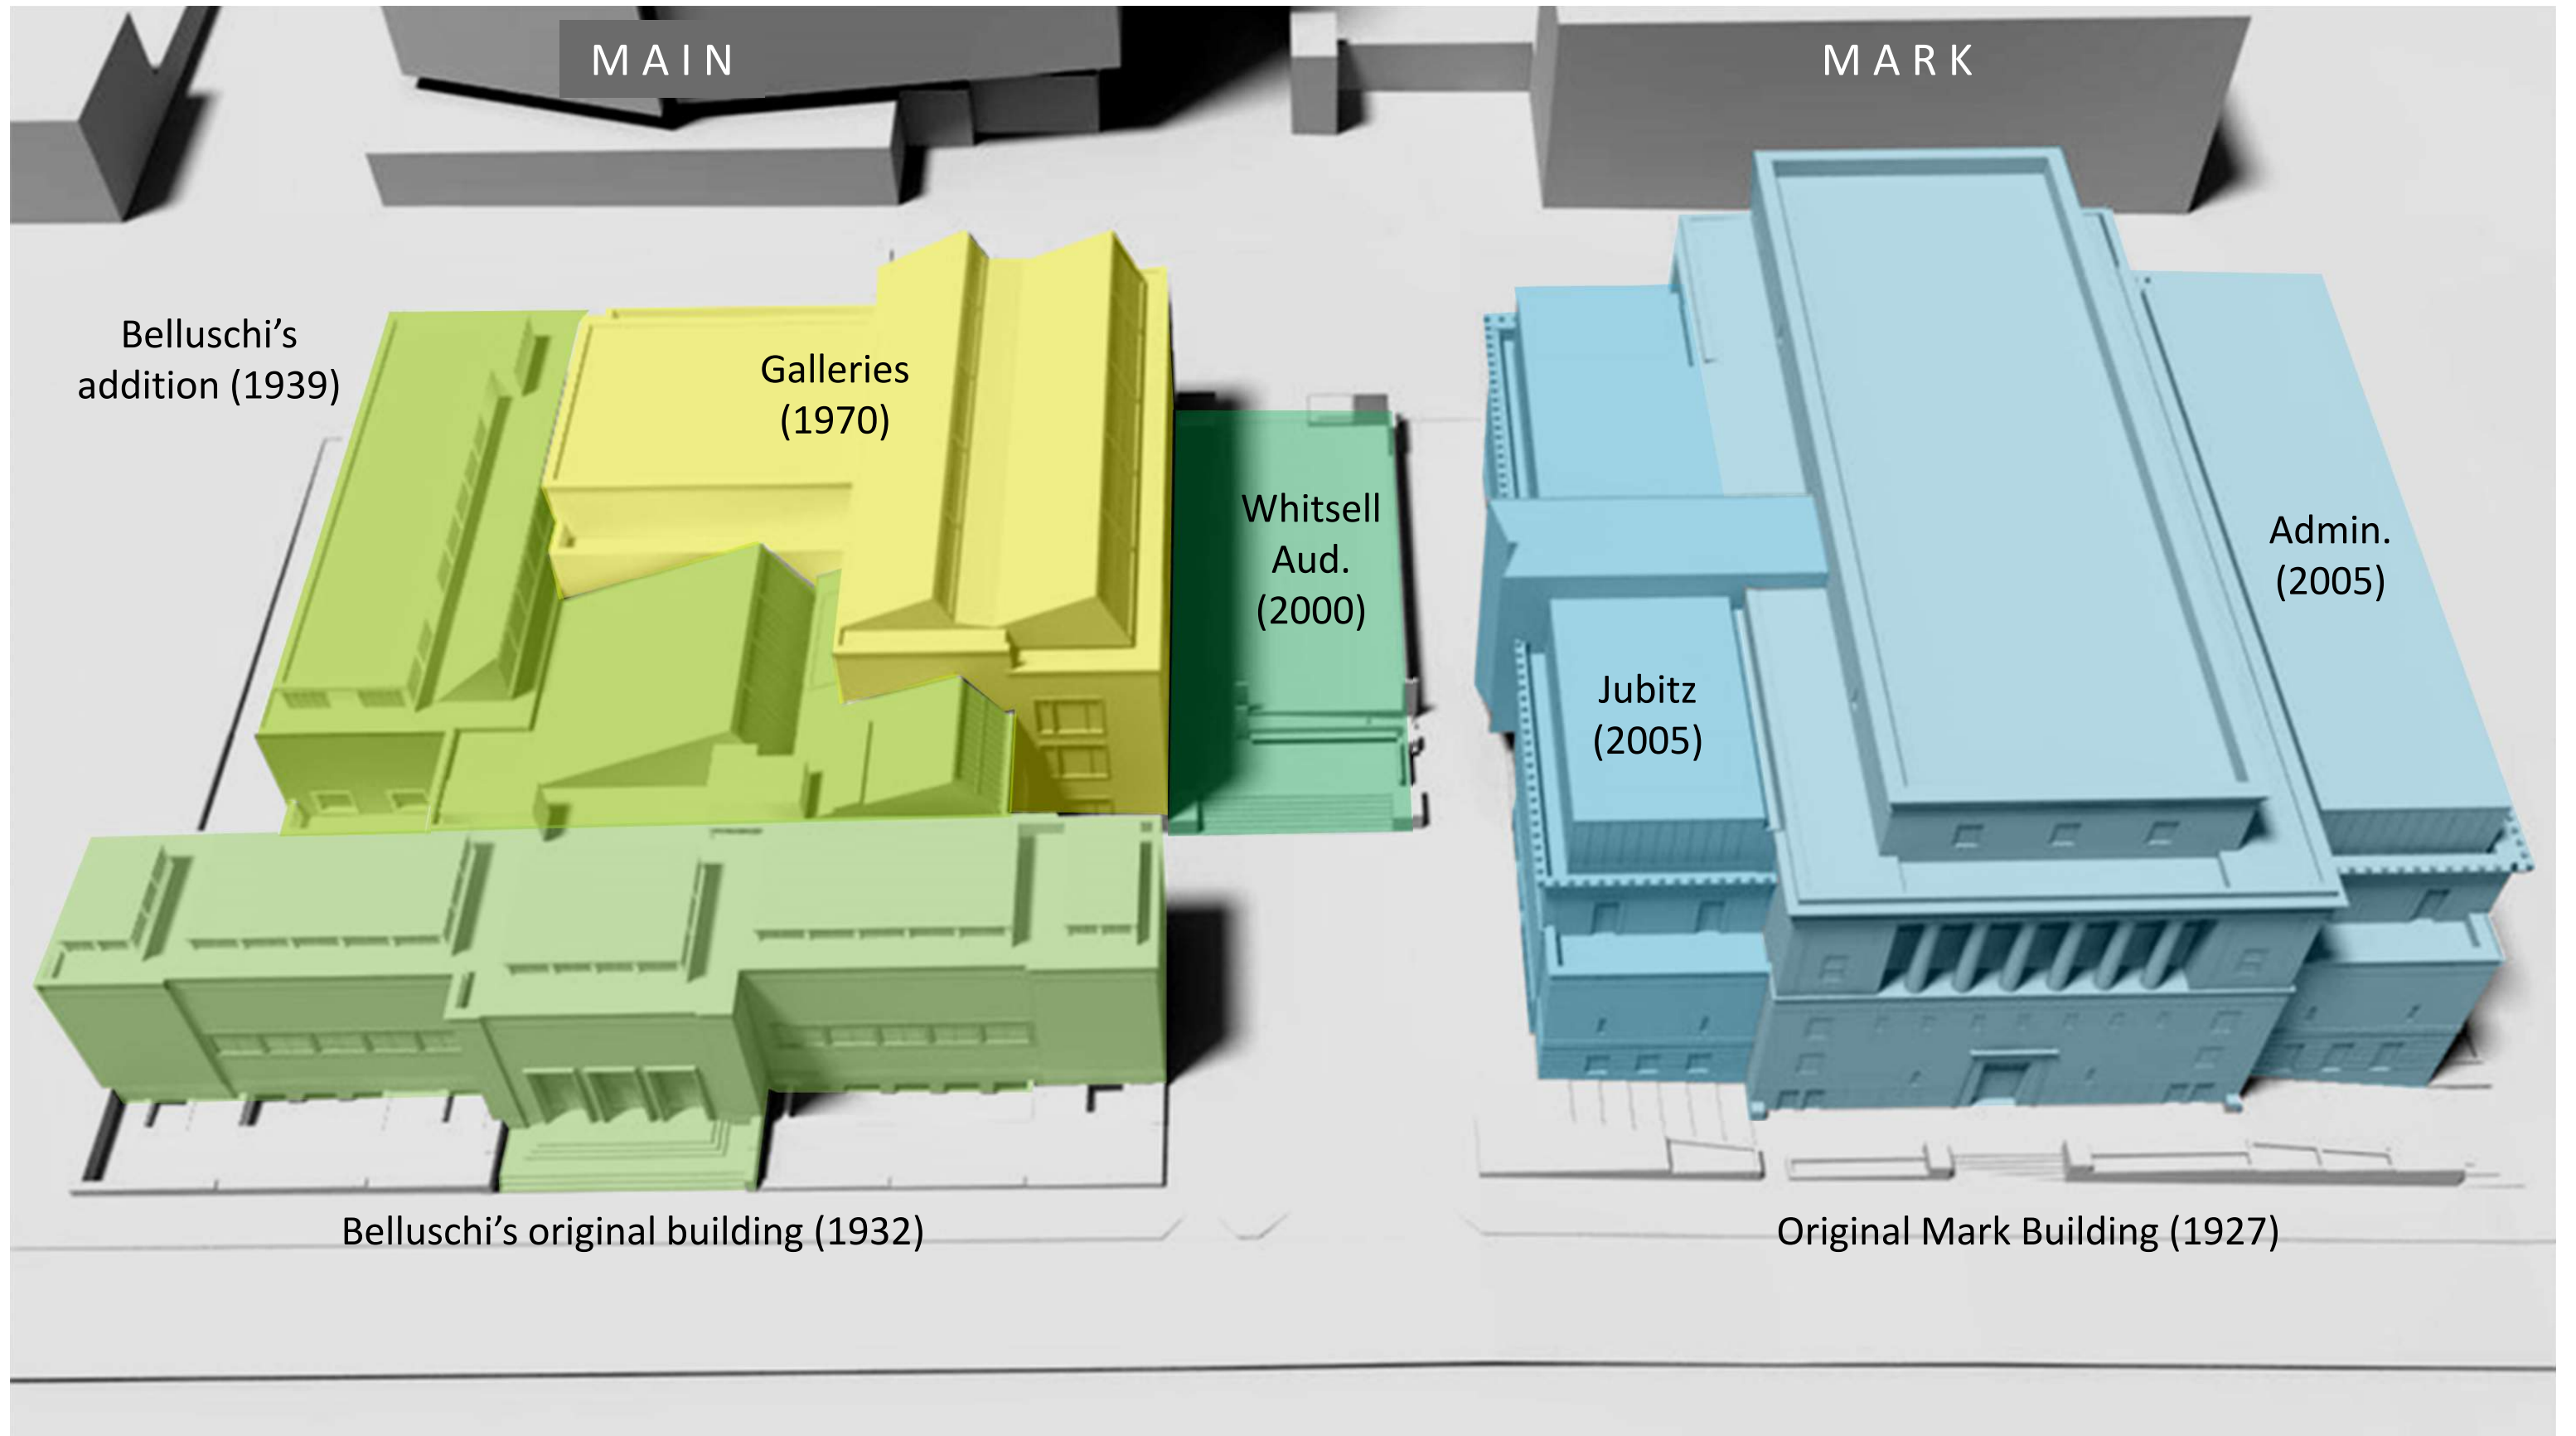 MAIN
MARK
Belluschi’s
addition (1939)
Galleries
(1970)
Whitsell
Aud.
(2000)
Admin.
(2005)
Jubitz
(2005)
Belluschi’s original building (1932)
Original Mark Building (1927)